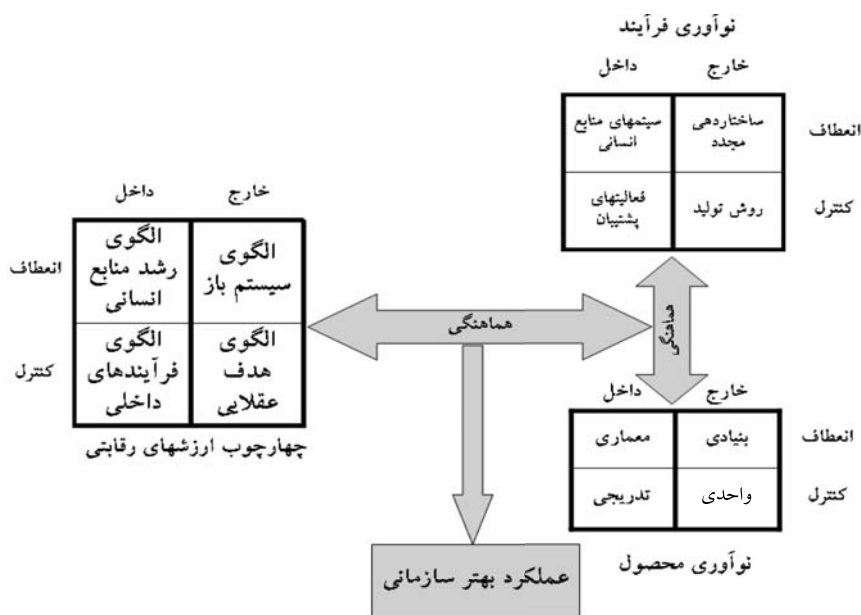 نوآوری فرآیند
خارج
داخل
ساختاردهی
مجدد
سیتمهای منابع
انسانی
انعطاف
روش تولید
فعالیتهای
پشتیبان
کنترل
خارج
داخل
الگوی
سیستم باز
الگوی
رشد منابع
انسانی
انعطاف
الگوی
هدف
عقلایی
الگوی
فرآیندهای
داخلی
کنترل
چهارچوب ارزشهای رقابتی
هماهنگی
هماهنگی
خارج
داخل
بنیادی
معماری
انعطاف
واحدی
تدریجی
کنترل
نوآوری محصول
عملکرد بهتر سازمانی